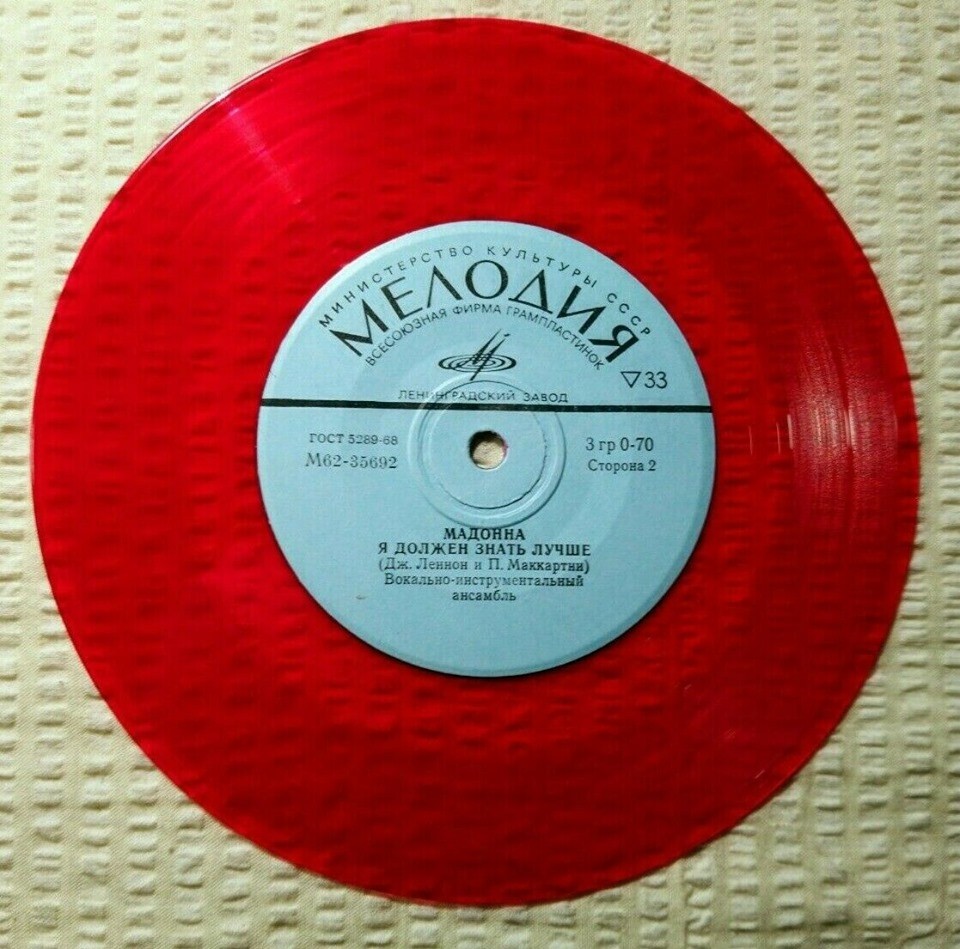 МИНИСТЕРСТВО КУЛЬТУРЫ СССР
МЕЛОДИЯ
ВСЕСОЮЗНАЯ ФИРМА ГРАМПЛАСТИНОК
▽33
ЛЕНИНГРАДСКИЙ ЗАВОД
ГОСТ 5289-68
М62-35692
3 гр 0-70
Сторона 2
МАДОННА
Я ДОЛЖЕН ЗНАТЬ ЛУЧШЕ
(Дж. Леннон и П. Маккартни)
Вокально-инструментальный
ансамбль